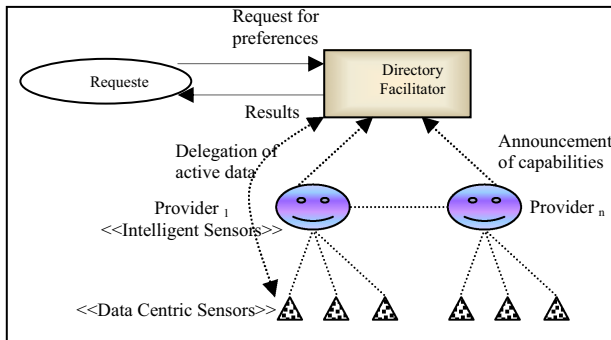 Request for
preferences
Requeste
Directory
Facilitator
Results
Delegation of
active data
Announcement
of capabilities
Provider 1
<<Intelligent Sensors>>
Provider n
<<Data Centric Sensors>>